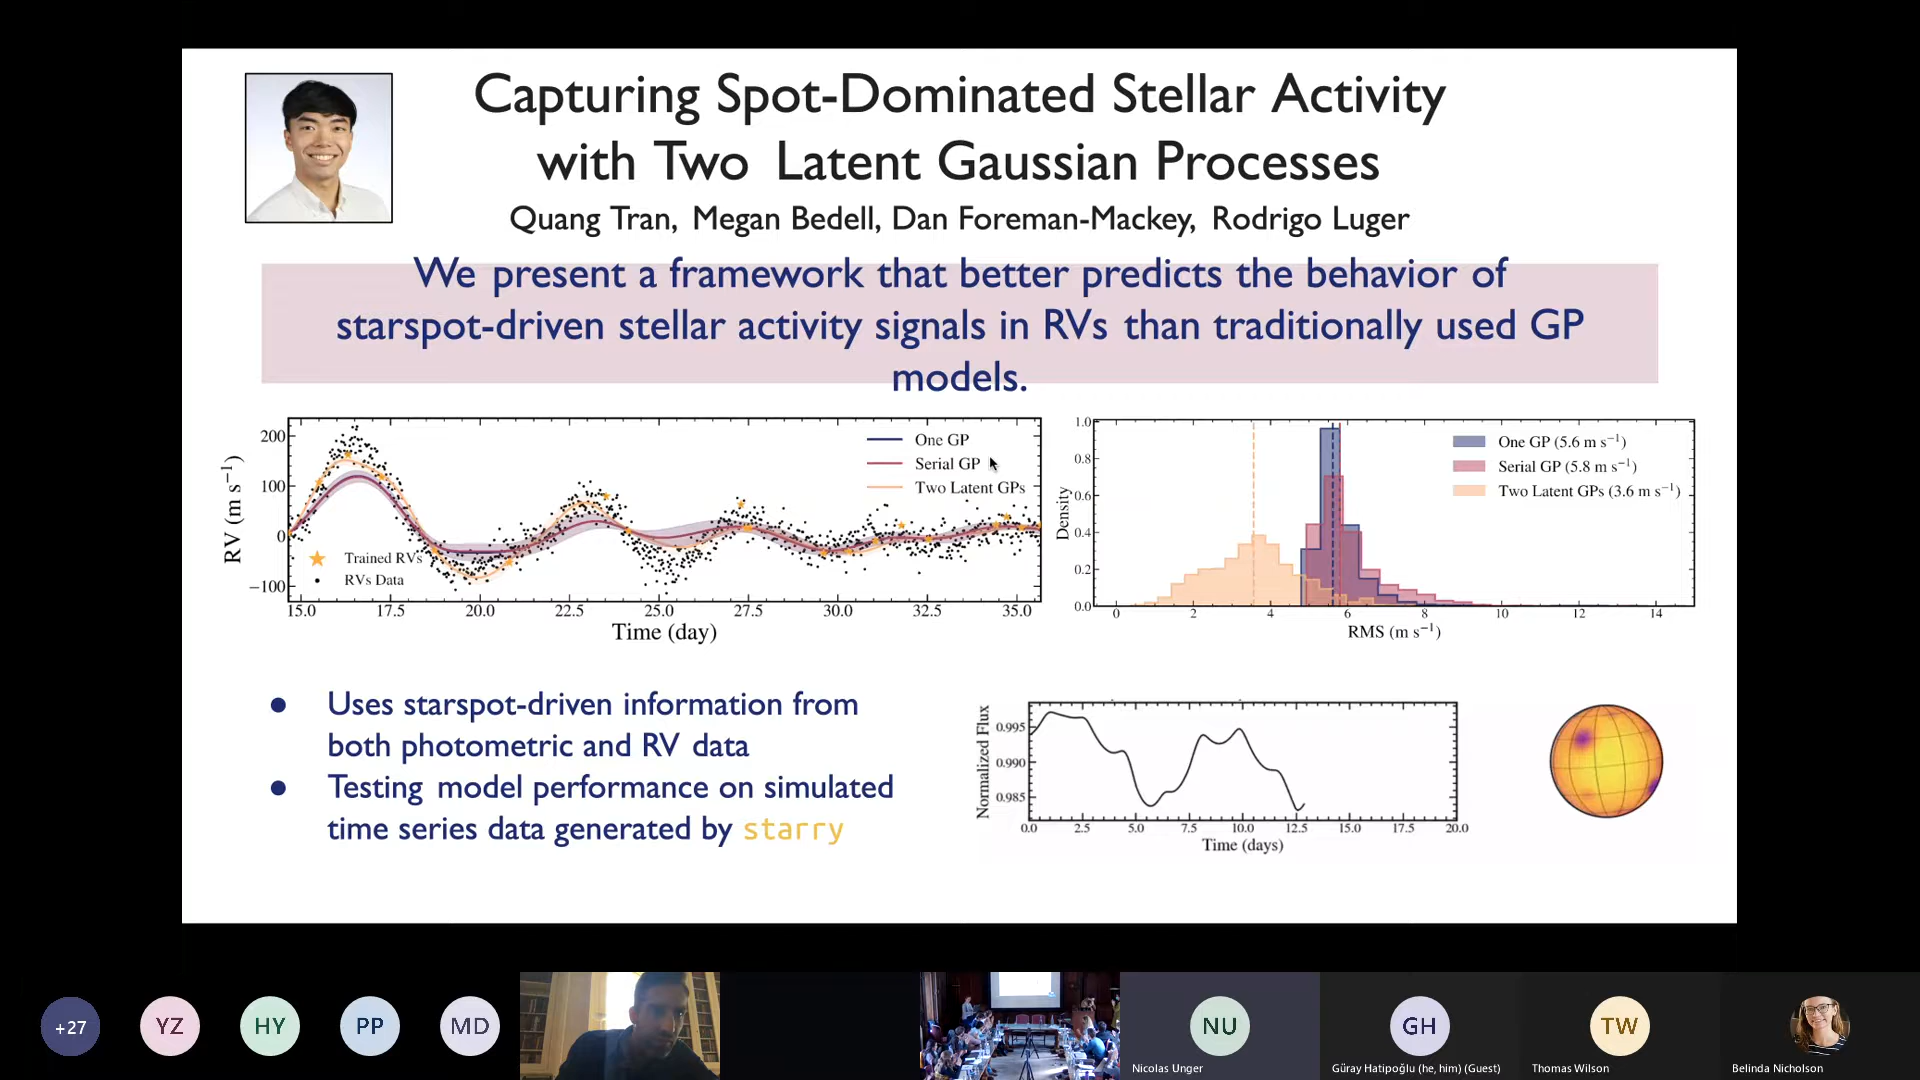 Capturing Spot-Dominated Stellar Activity
with Two Latent Gaussian Processes
Quang Tran, Megan Bedell, Dan Foreman-Mackey, Rodrigo Luger
We present a framework that better predicts the behavior of
starspot-driven stellar activity signals in RVs than traditionally used GP
models.
RV (m s⁻¹)
200
100
0
−100
One GP
Serial GP
Two Latent GPs
Trained RVs
RVs Data
15.0 17.5 20.0 22.5 25.0 27.5 30.0 32.5 35.0
Time (day)
Density
1.0
0.8
0.6
0.4
0.2
0.0
One GP (5.6 m s⁻¹)
Serial GP (5.8 m s⁻¹)
Two Latent GPs (3.6 m s⁻¹)
0 2 4 6 8 10 12 14
RMS (m s⁻¹)
● Uses starspot-driven information from
both photometric and RV data
● Testing model performance on simulated
time series data generated by starry
Normalized Flux
0.995
0.990
0.985
0.0 2.5 5.0 7.5 10.0 12.5 15.0 17.5 20.0
Time (days)
+27 YZ HY PP MD NU GH TW
Nicolas Unger
Güray Hatipoğlu (he, him) (Guest)
Thomas Wilson
Belinda Nicholson